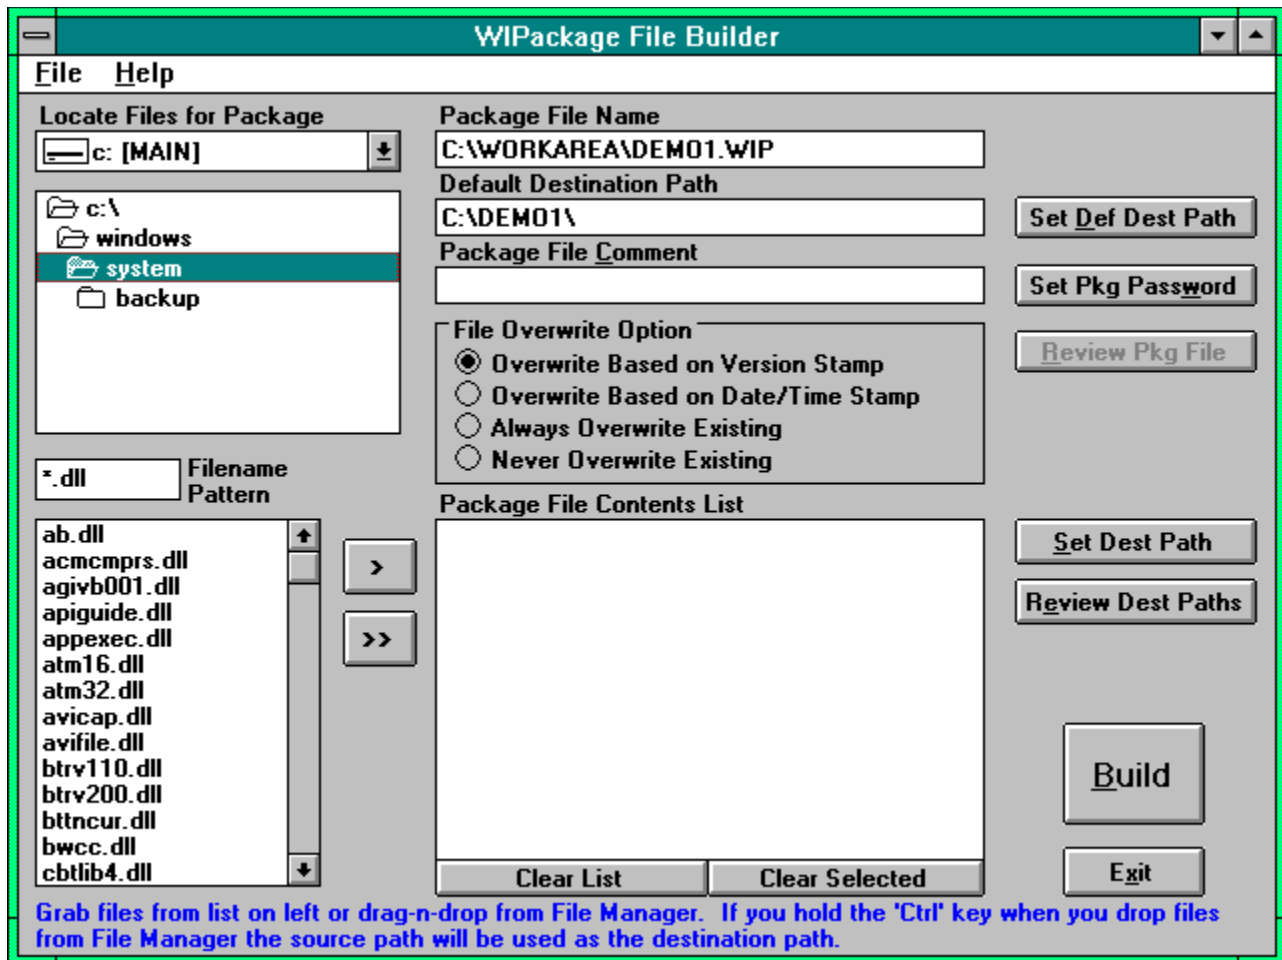 WIPackage File Builder
File Help
Locate Files for Package
c: [MAIN]
c:\
windows
system
backup
*.dll
Filename
Pattern
ab.dll
acmcmprs.dll
agivb001.dll
apiguide.dll
appexec.dll
atm16.dll
atm32.dll
avicap.dll
avifile.dll
btrv110.dll
btrv200.dll
bttncur.dll
bwcc.dll
cbtlib4.dll
>
>>
Package File Name
C:\WORKAREA\DEMO1.WIP
Default Destination Path
C:\DEMO1\
Package File Comment
File Overwrite Option
Overwrite Based on Version Stamp
Overwrite Based on Date/Time Stamp
Always Overwrite Existing
Never Overwrite Existing
Package File Contents List
Clear List
Clear Selected
Set Def Dest Path
Set Pkg Password
Review Pkg File
Set Dest Path
Review Dest Paths
Build
Exit
Grab files from list on left or drag-n-drop from File Manager. If you hold the 'Ctrl' key when you drop files
from File Manager the source path will be used as the destination path.